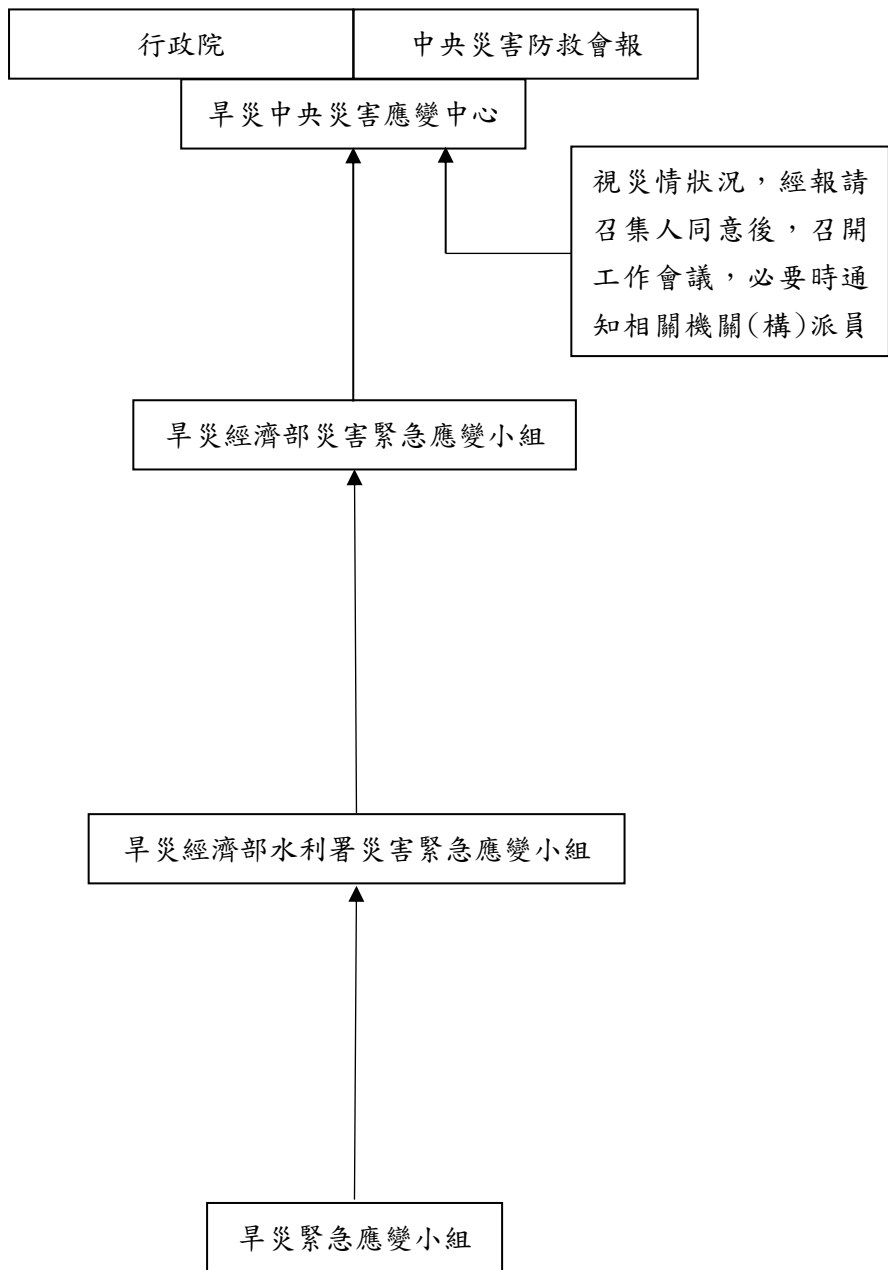 行政院
中央災害防救會報
旱災中央災害應變中心
視災情狀況，經報請
召集人同意後，召開
工作會議，必要時通
知相關機關(構)派員
旱災經濟部災害緊急應變小組
旱災經濟部水利署災害緊急應變小組
旱災緊急應變小組